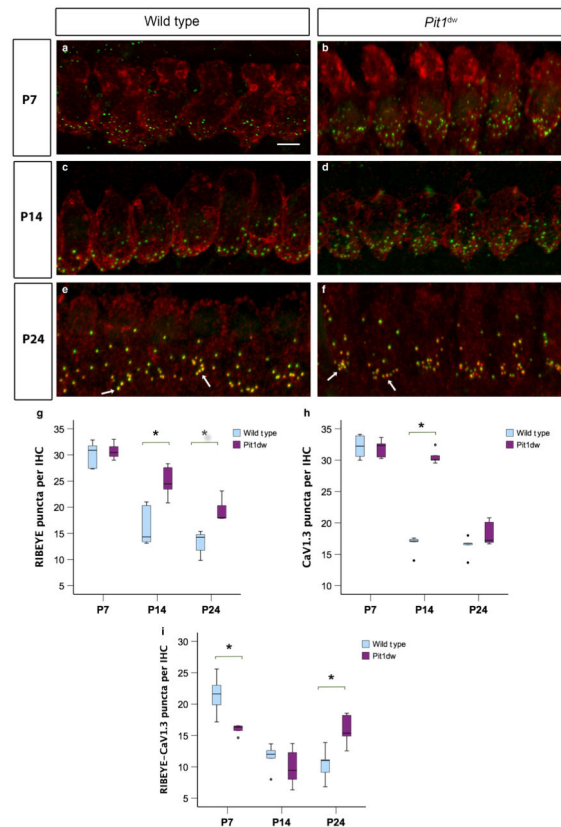 Wild type
Pit1dw
P7
a
b
P14
c
d
P24
e
f
g
RIBEYE puncta per IHC
35
30
25
20
15
10
5
*
*
Wild type
Pit1dw
P7
P14
P24
h
CaV1.3 puncta per IHC
35
30
25
20
15
10
5
*
Wild type
Pit1dw
P7
P14
P24
i
RIBEYE-CaV1.3 puncta per IHC
30
25
20
15
10
5
*
*
Wild type
Pit1dw
P7
P14
P24